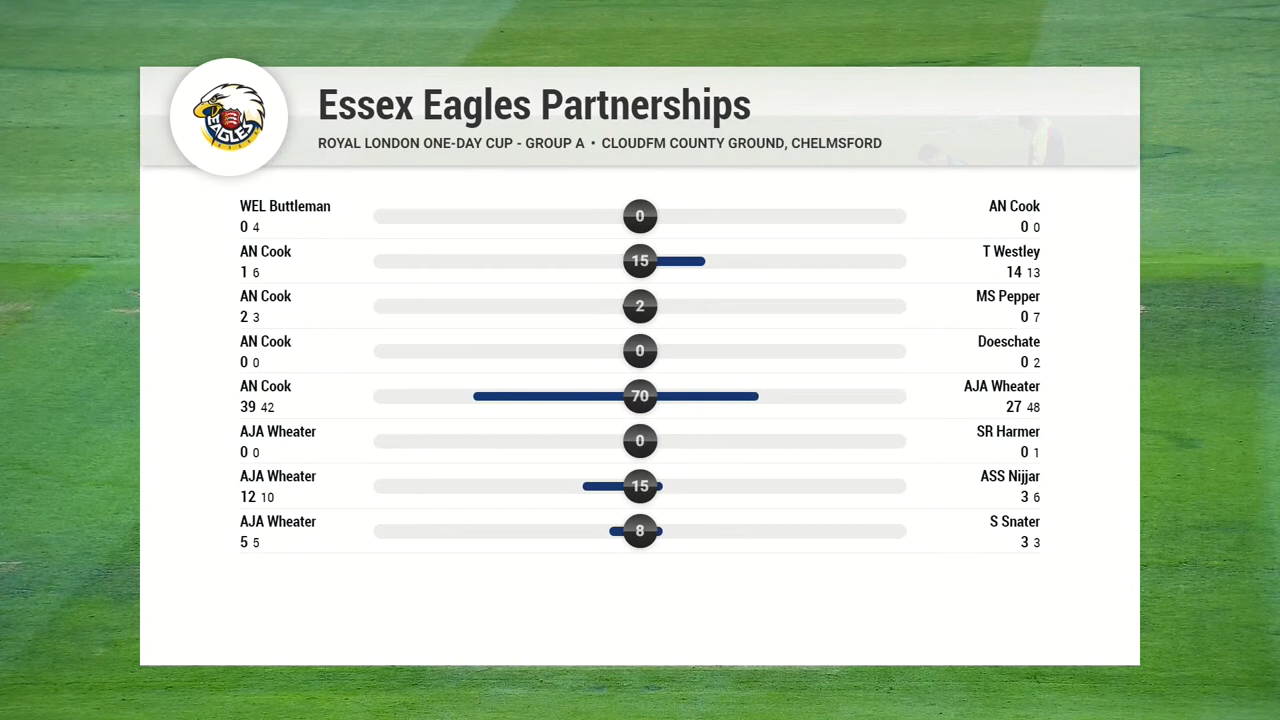 Essex Eagles Partnerships
ROYAL LONDON ONE-DAY CUP - GROUP A • CLOUDFM COUNTY GROUND, CHELMSFORD
WEL Buttleman 0 AN Cook
0 4 0 0
AN Cook 15 T Westley
1 6 14 13
AN Cook 2 MS Pepper
2 3 0 7
AN Cook 0 Doeschate
0 0 0 2
AN Cook 70 AJA Wheater
39 42 27 48
AJA Wheater 0 SR Harmer
0 0 0 1
AJA Wheater 15 ASS Nijjar
12 10 3 6
AJA Wheater 8 S Snater
5 5 3 3
EAGLES
ESSEX